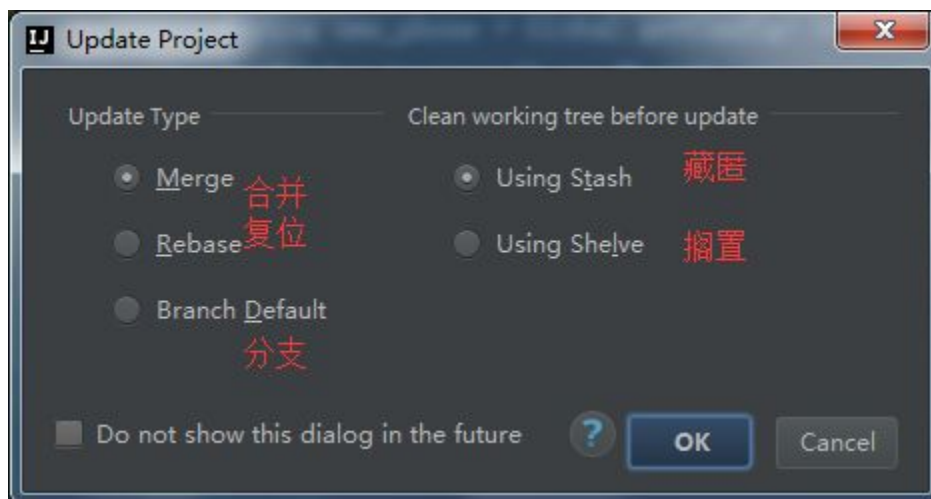 IJ Update Project
Update Type
Clean working tree before update
Merge 合并
Using Stash 藏匿
Rebase 复位
Using Shelve 搁置
Branch Default
分支
Do not show this dialog in the future
?
OK
Cancel